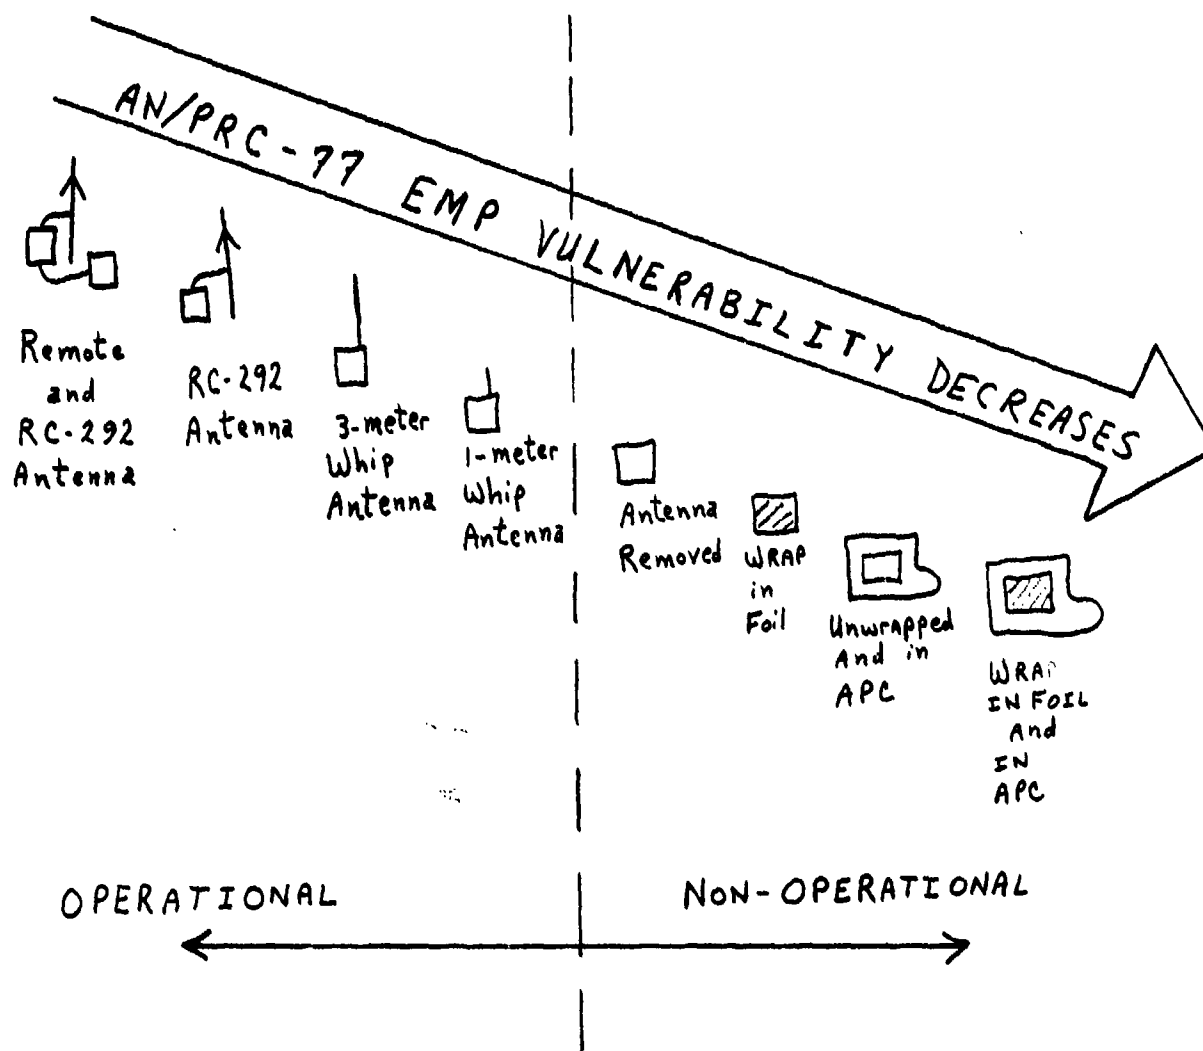 AN/PRC-77 EMP VULNERABILITY DECREASES
Remote
and
RC-292
Antenna
RC-292
Antenna
3-meter
Whip
Antenna
1-meter
Whip
Antenna
Antenna
Removed
WRAP
in
Foil
Unwrapped
And in
APC
WRAP
IN FOIL
And
IN
APC
OPERATIONAL
NON-OPERATIONAL